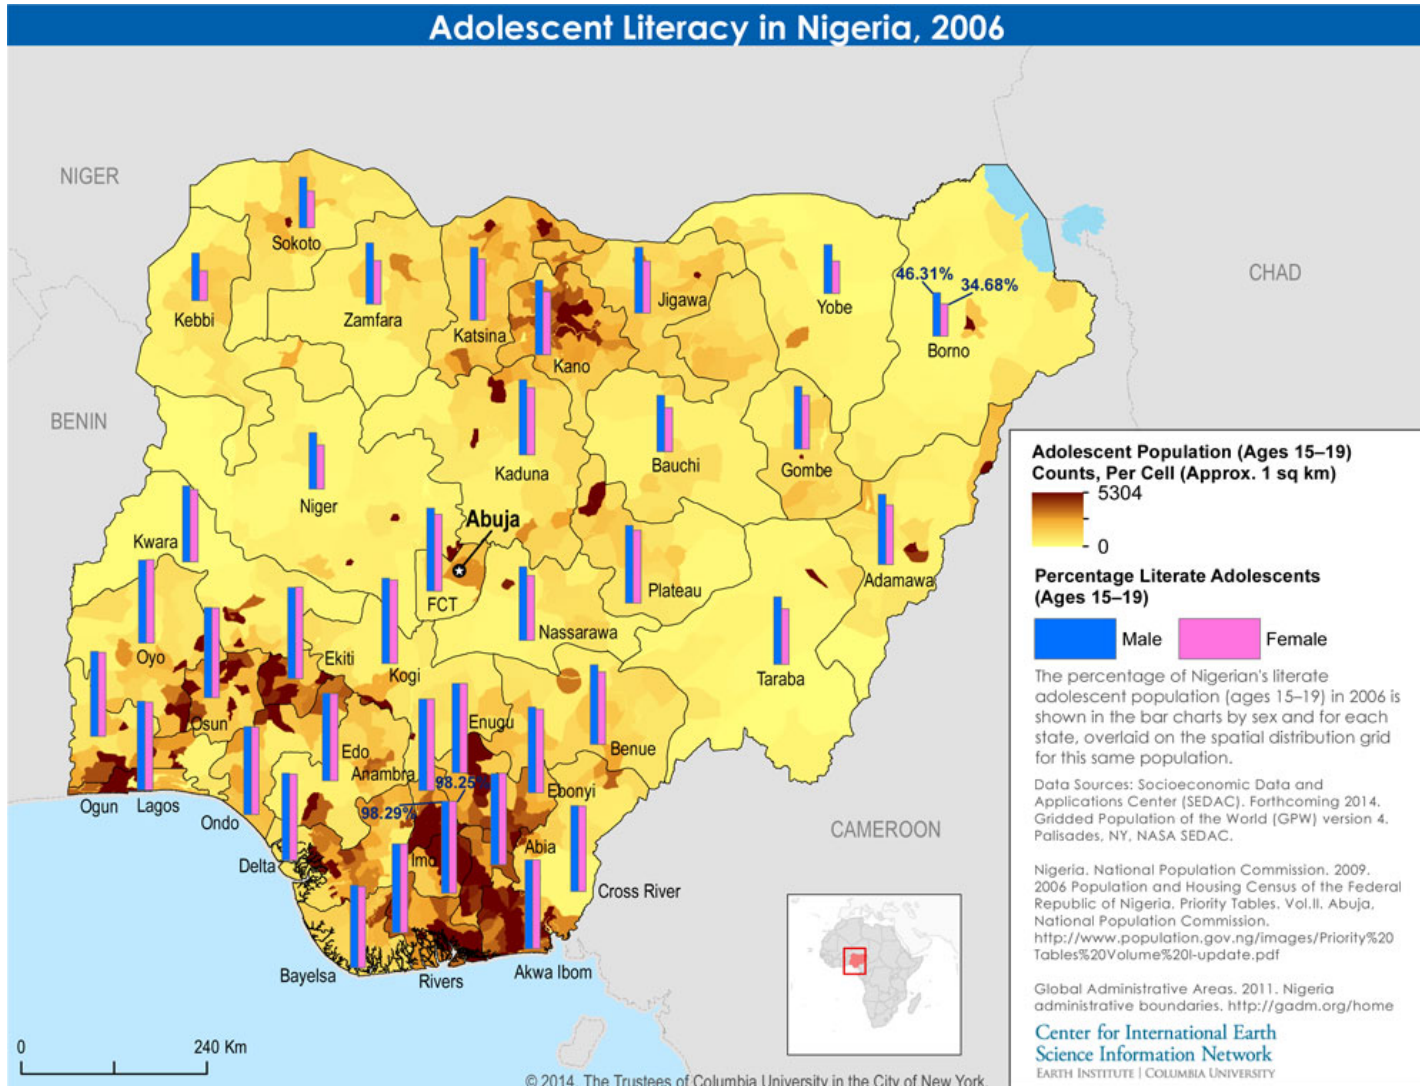 Adolescent Literacy in Nigeria, 2006
NIGER
CHAD
BENIN
CAMEROON
Sokoto
Kebbi
Zamfara
Katsina
Kano
Jigawa
Yobe
46.31%
34.68%
Borno
Kaduna
Bauchi
Gombe
Niger
Abuja
Kwara
FCT
Plateau
Adamawa
Nassarawa
Oyo
Ekiti
Kogi
Taraba
Osun
Enugu
Benue
Edo
Anambra
98.25%
98.29%
Ebonyi
Ogun
Lagos
Ondo
Imo
Abia
Delta
Cross River
Bayelsa
Rivers
Akwa Ibom
0
240 Km
© 2014. The Trustees of Columbia University in the City of New York.
Adolescent Population (Ages 15–19)
Counts, Per Cell (Approx. 1 sq km)
5304
0
Percentage Literate Adolescents
(Ages 15–19)
Male
Female
The percentage of Nigerian's literate
adolescent population (ages 15–19) in 2006 is
shown in the bar charts by sex and for each
state, overlaid on the spatial distribution grid
for this same population.
Data Sources: Socioeconomic Data and
Applications Center (SEDAC). Forthcoming 2014.
Gridded Population of the World (GPW) version 4.
Palisades, NY, NASA SEDAC.
Nigeria. National Population Commission. 2009.
2006 Population and Housing Census of the Federal
Republic of Nigeria. Priority Tables. Vol.II. Abuja,
National Population Commission.
http://www.population.gov.ng/images/Priority%20
Tables%20Volume%20I-update.pdf
Global Administrative Areas. 2011. Nigeria
administrative boundaries. http://gadm.org/home
Center for International Earth
Science Information Network
EARTH INSTITUTE | COLUMBIA UNIVERSITY